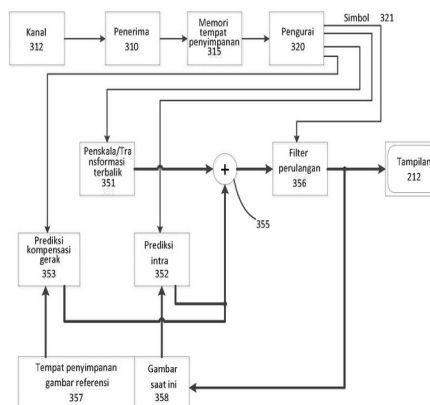 Simbol 321
Kanal
312
Penerima
310
Memori
tempat
penyimpanan
315
Pengurai
320
Penskala/Tra
nsformasi
terbalik
351
Filter
perulangan
356
Tampilan
212
355
Prediksi
kompensasi
gerak
353
Prediksi
intra
352
Tempat penyimpanan
gambar referensi
357
Gambar
saat ini
358